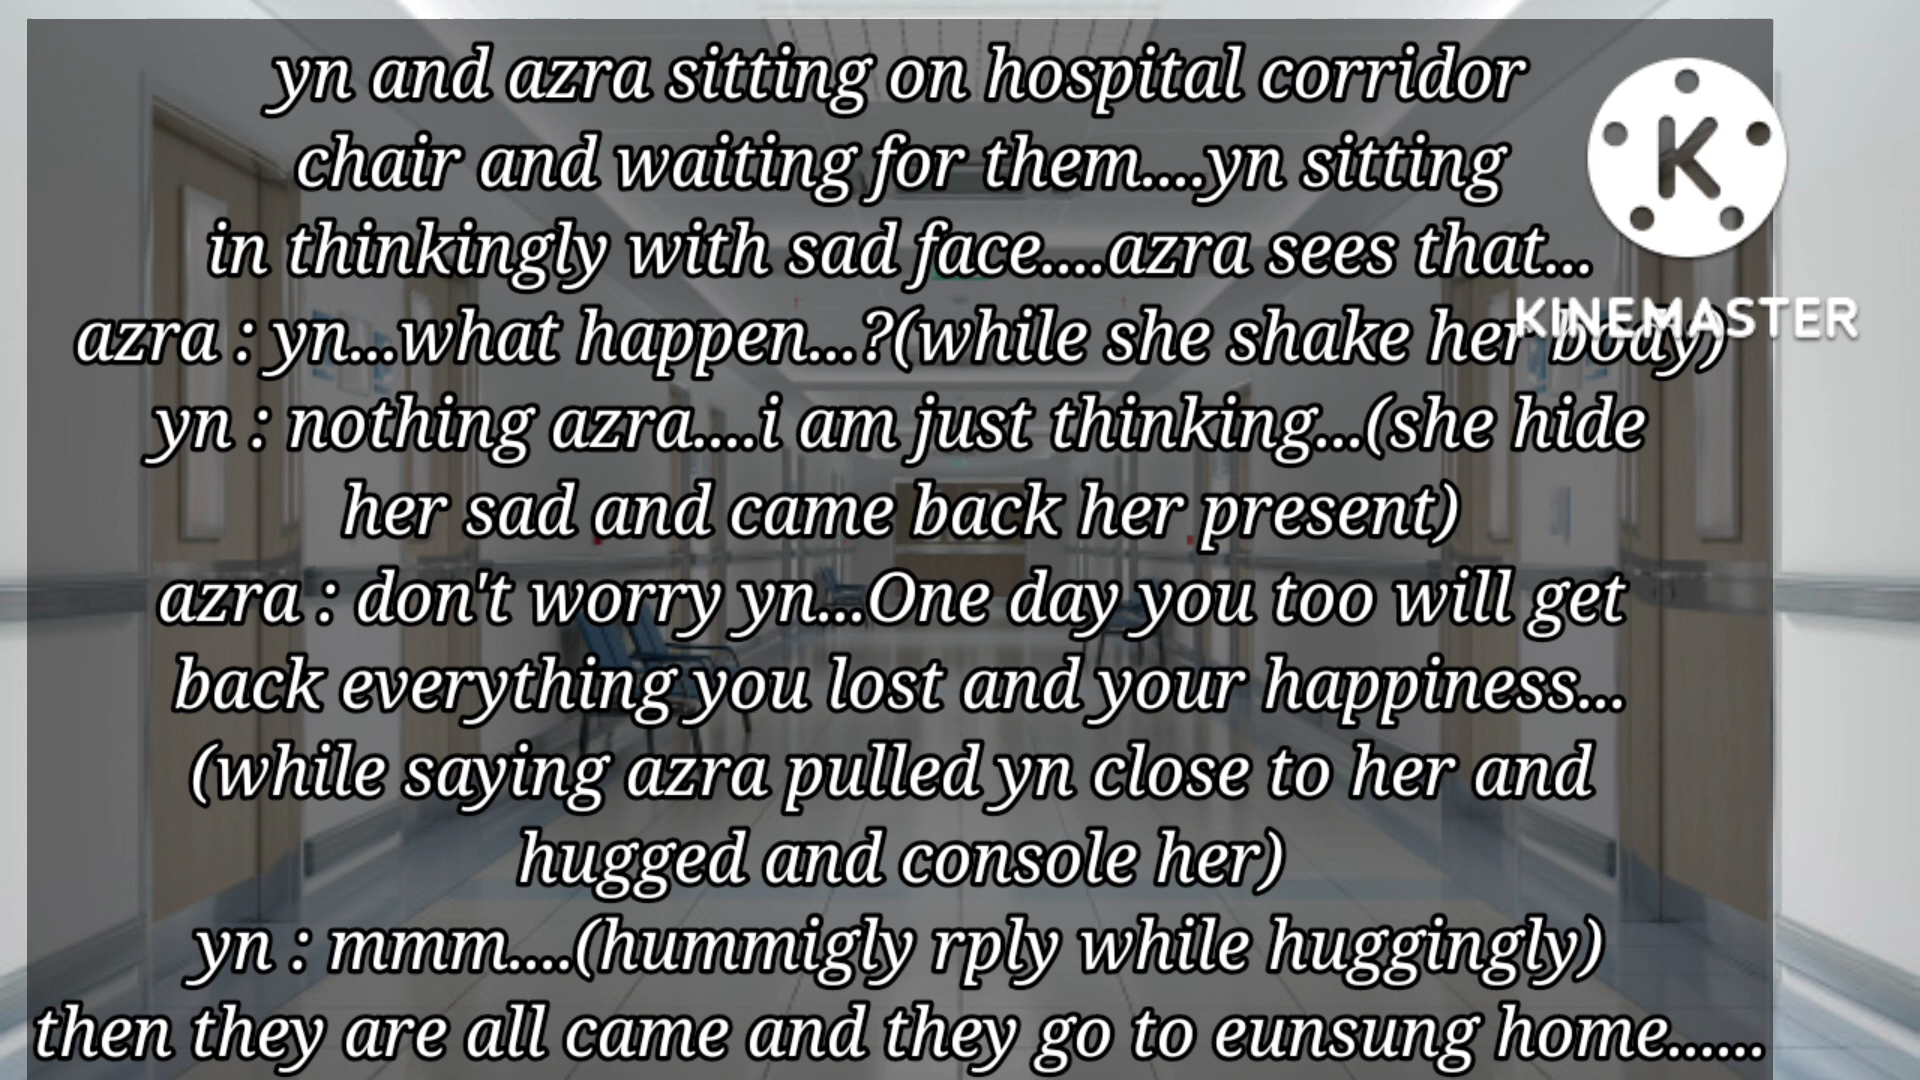 yn and azra sitting on hospital corridor
chair and waiting for them....yn sitting
in thinkingly with sad face....azra sees that...
azra : yn...what happen...?(while she shake her body)
yn : nothing azra....i am just thinking...(she hide
her sad and came back her present)
azra : don't worry yn...One day you too will get
back everything you lost and your happiness...
(while saying azra pulled yn close to her and
hugged and console her)
yn : mmm....(hummigly rply while huggingly)
then they are all came and they go to eunsung home......
K
KINEMASTER